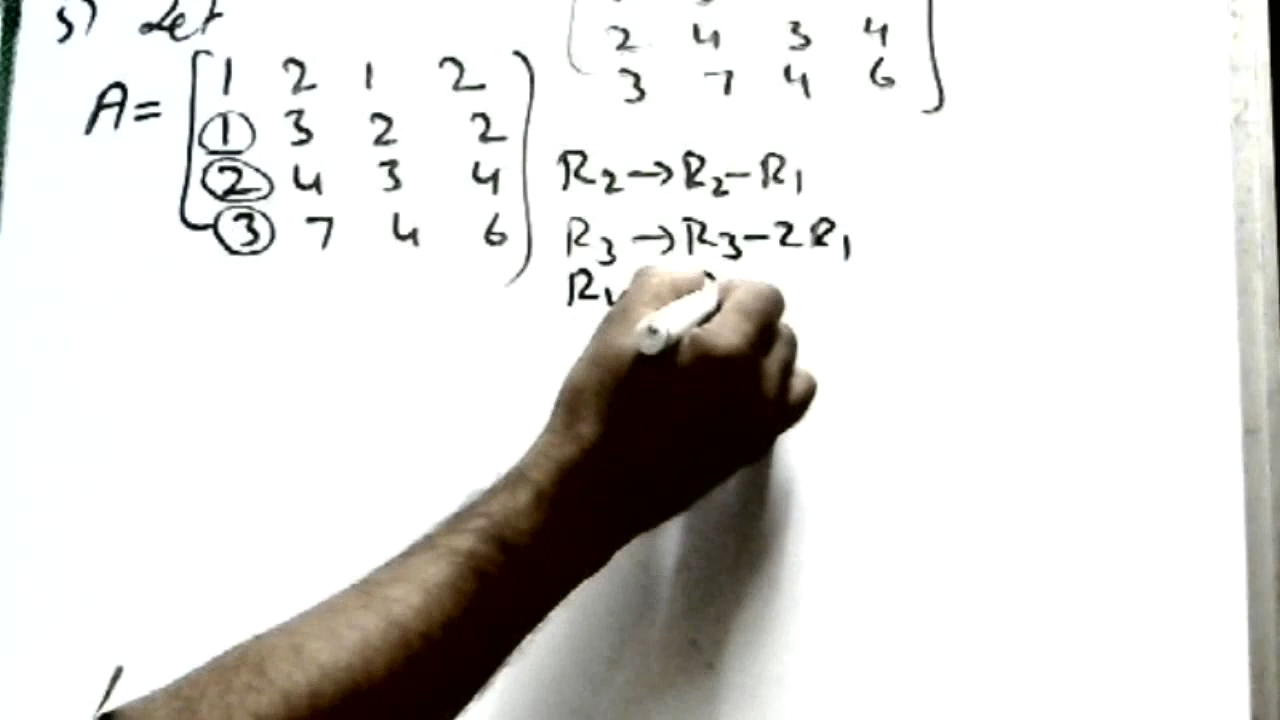 5) Let
2 4 3 4
3 7 4 6
A = [1 2 1 2
1 3 2 2
2 4 3 4
3 7 4 6]
R2→R2-R1
R3→R3-2R1